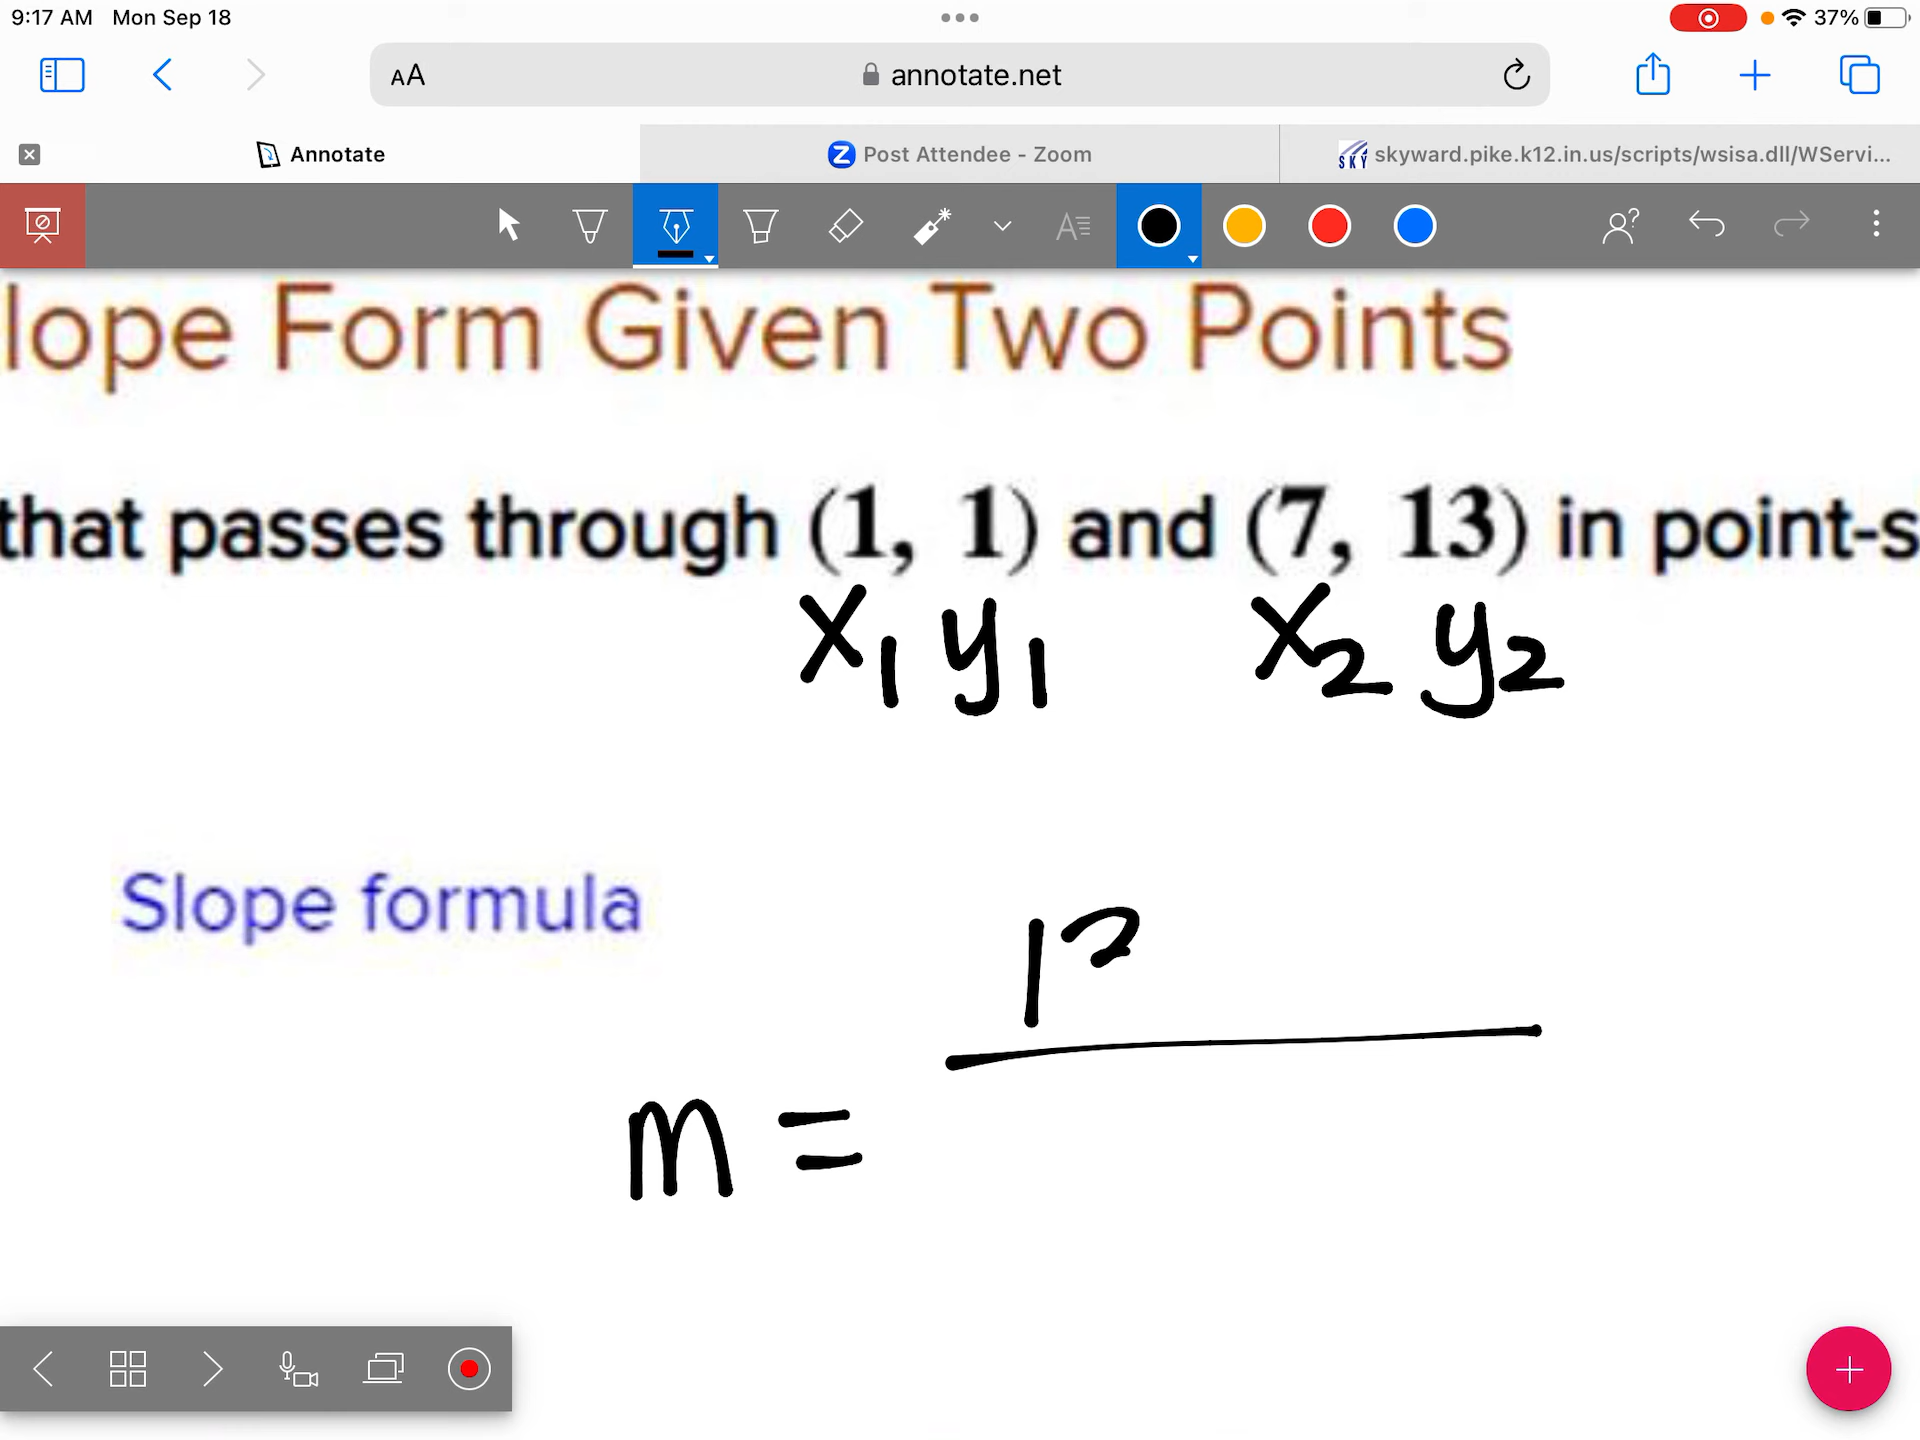 9:17 AM Mon Sep 18
37%
AA annotate.net
Annotate
Post Attendee - Zoom
SKY skyward.pike.k12.in.us/scripts/wsisa.dll/WServi...
lope Form Given Two Points
that passes through (1, 1) and (7, 13) in point-s
x₁ y₁ x₂ y₂
Slope formula
m =